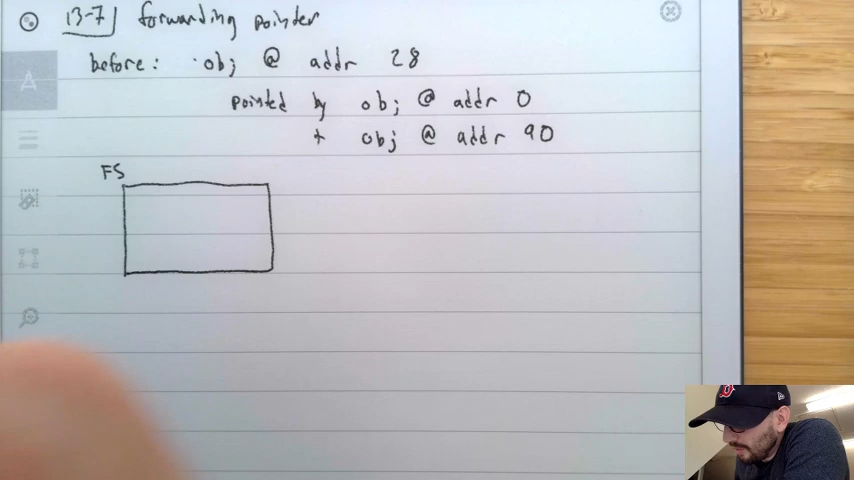 13-7 forwarding pointer
before: obj @ addr 28
pointed by obj @ addr 0
+ obj @ addr 90
FS